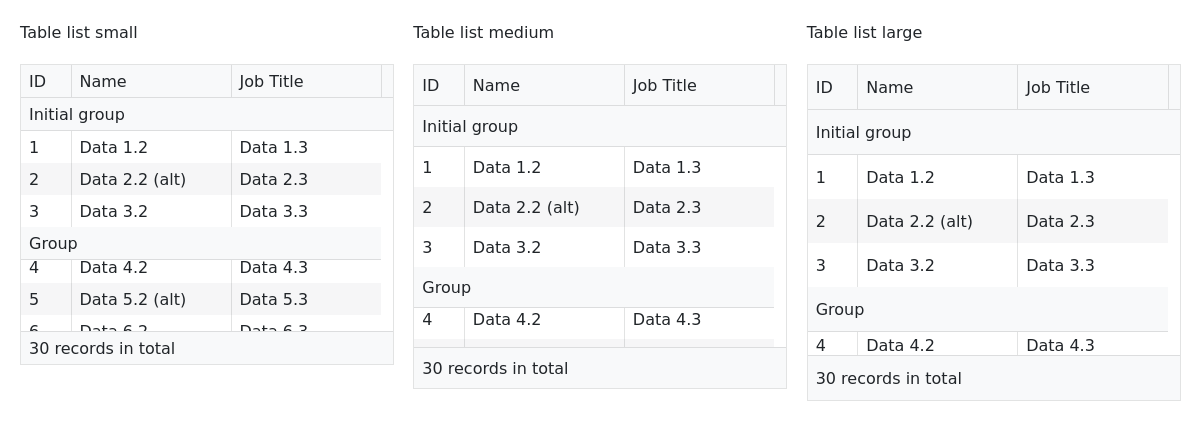 Table list small
ID Name Job Title
Initial group
1 Data 1.2 Data 1.3
2 Data 2.2 (alt) Data 2.3
3 Data 3.2 Data 3.3
Group
4 Data 4.2 Data 4.3
5 Data 5.2 (alt) Data 5.3
6 Data 6.2 Data 6.3
30 records in total
Table list medium
ID Name Job Title
Initial group
1 Data 1.2 Data 1.3
2 Data 2.2 (alt) Data 2.3
3 Data 3.2 Data 3.3
Group
4 Data 4.2 Data 4.3
30 records in total
Table list large
ID Name Job Title
Initial group
1 Data 1.2 Data 1.3
2 Data 2.2 (alt) Data 2.3
3 Data 3.2 Data 3.3
Group
4 Data 4.2 Data 4.3
30 records in total